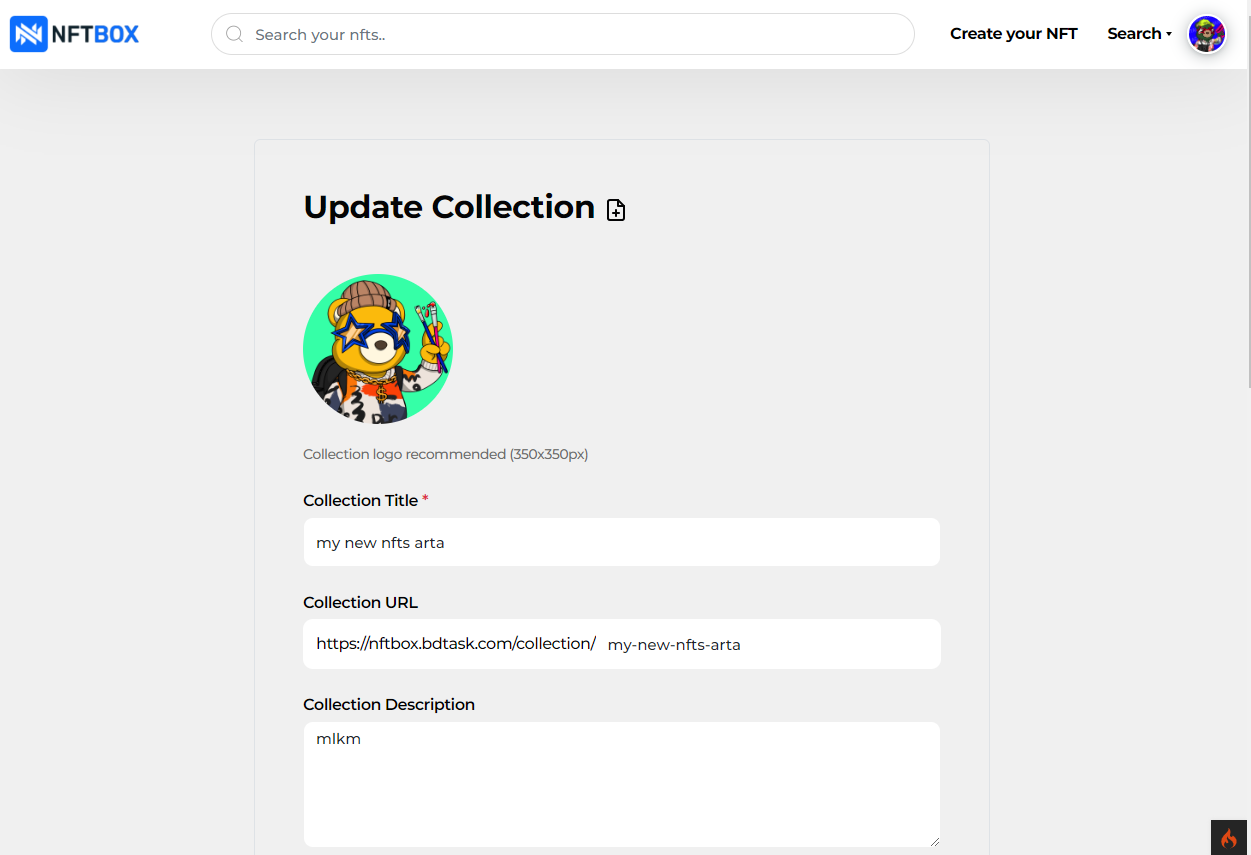 NFTBOX
Search your nfts..
Create your NFT
Search
Update Collection
Collection logo recommended (350x350px)
Collection Title *
my new nfts arta
Collection URL
https://nftbox.bdtask.com/collection/ my-new-nfts-arta
Collection Description
mlkm